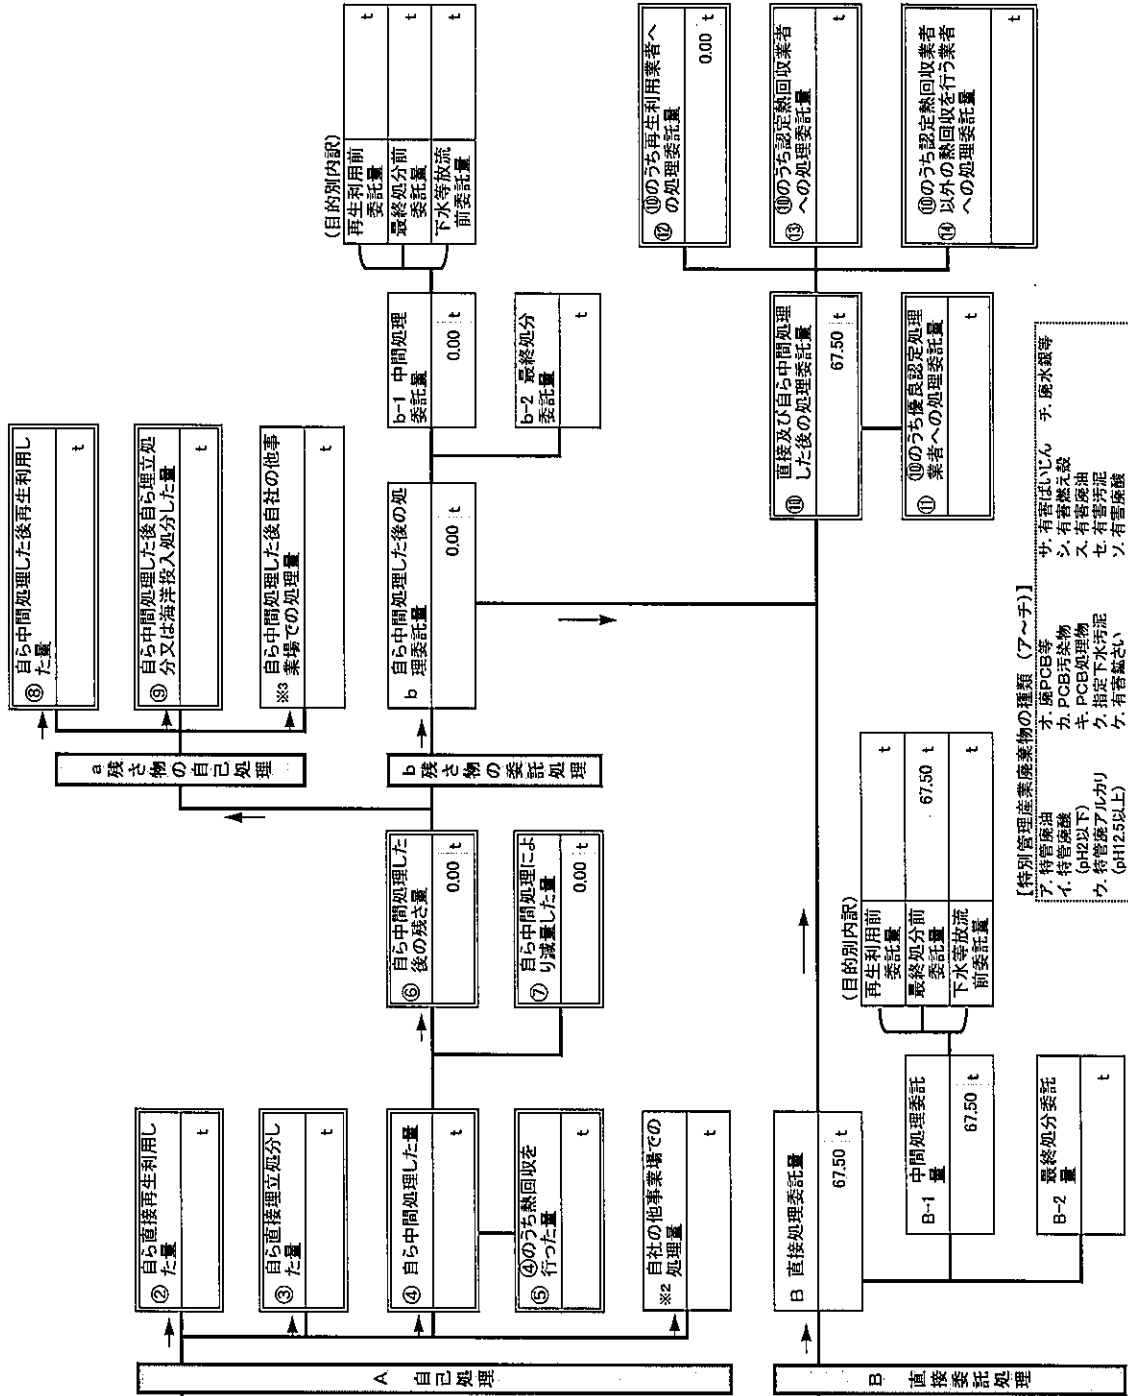 A 自己処理
② 自ら直接再生利用し
た量
t
③ 自ら直接埋立処分し
た量
t
④ 自ら中間処理した量
t
⑤ ④のうち熱回収を
行った量
t
※2 自社の他事業場での
処理量
t
⑥ 自ら中間処理した
後の残さ量
0.00 t
⑦ 自ら中間処理によ
り減量した量
0.00 t
a 残さ物の自己処理
⑧ 自ら中間処理した後再生利用し
た量
t
⑨ 自ら中間処理した後自ら埋立処
分又は海洋投入処分した量
t
※3 自ら中間処理した後自社の他事
業場での処理量
t
b 残さ物の委託処理
b 自ら中間処理した後の処
理委託量
0.00 t
b-1 中間処理
委託量
0.00 t
b-2 最終処分
委託量
t
(目的別内訳)
再生利用前
委託量
t
最終処分前
委託量
t
下水等放流
前委託量
t
B 直接委託処理
B 直接処理委託量
67.50 t
B-1 中間処理委託
量
67.50 t
B-2 最終処分委託
量
t
(目的別内訳)
再生利用前
委託量
t
最終処分前
委託量
67.50 t
下水等放流
前委託量
t
⑩ 直接及び自ら中間処理
した後の処理委託量
67.50 t
⑪ ⑩のうち優良認定処理
業者への処理委託量
t
⑫ ⑩のうち再生利用業者へ
の処理委託量
0.00 t
⑬ ⑩のうち認定熱回収業者
への処理委託量
t
⑭ ⑩のうち認定熱回収業者
以外の熱回収を行う業者
への処理委託量
t
【特別管理産業廃棄物の種類(ア~チ)】
ア. 特管廃油
イ. 特管廃酸
(pH2以下)
ウ. 特管廃アルカリ
(pH12.5以上)
オ. 廃PCB等
カ. PCB汚染物
キ. PCB処理物
ク. 指定下水汚泥
ケ. 有害鉱さい
サ. 有害ばいじん
シ. 有害燃え殻
ス. 有害廃油
セ. 有害汚泥
ソ. 有害廃酸
チ. 廃水銀等